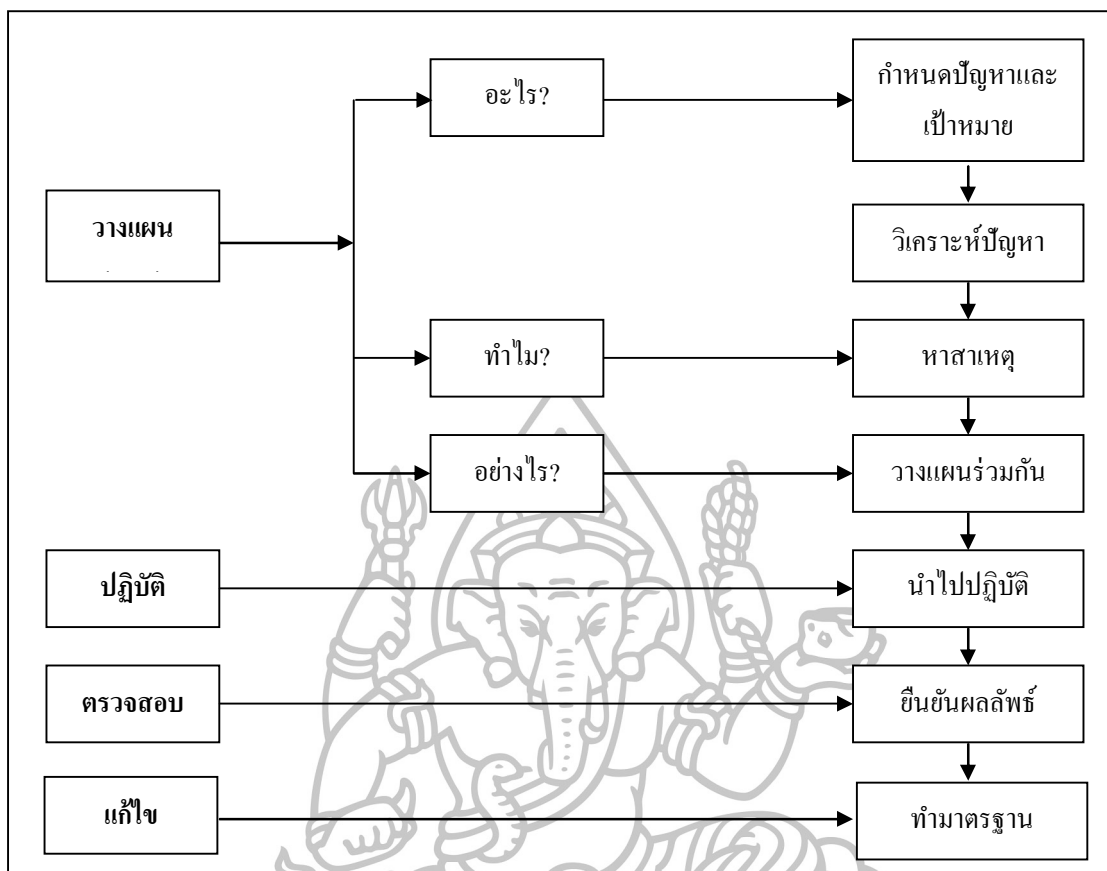 อะไร?
กำหนดปัญหาและ
เป้าหมาย
วางแผน
วิเคราะห์ปัญหา
ทำไม?
หาสาเหตุ
อย่างไร?
วางแผนร่วมกัน
ปฏิบัติ
นำไปปฏิบัติ
ตรวจสอบ
ยืนยันผลลัพธ์
แก้ไข
ทำมาตรฐาน